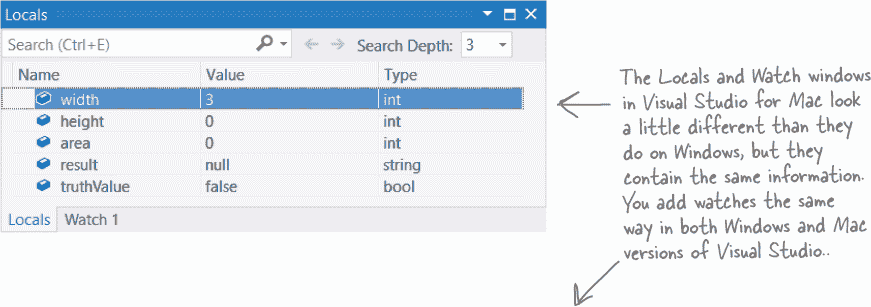 Locals
Search (Ctrl+E)
Search Depth: 3
Name Value Type
width 3 int
height 0 int
area 0 int
result null string
truthValue false bool
Locals Watch 1
The Locals and Watch windows
in Visual Studio for Mac look
a little different than they
do on Windows, but they
contain the same information.
You add watches the same
way in both Windows and Mac
versions of Visual Studio..